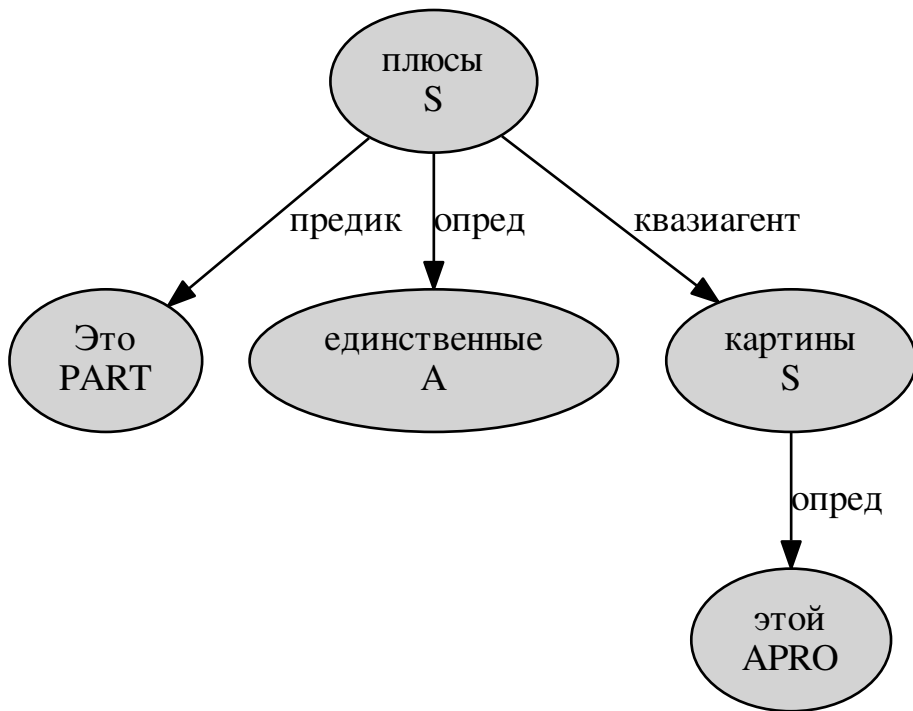 плюсы
S
предик
опред
квазиагент
Это
PART
единственные
A
картины
S
опред
этой
APRO